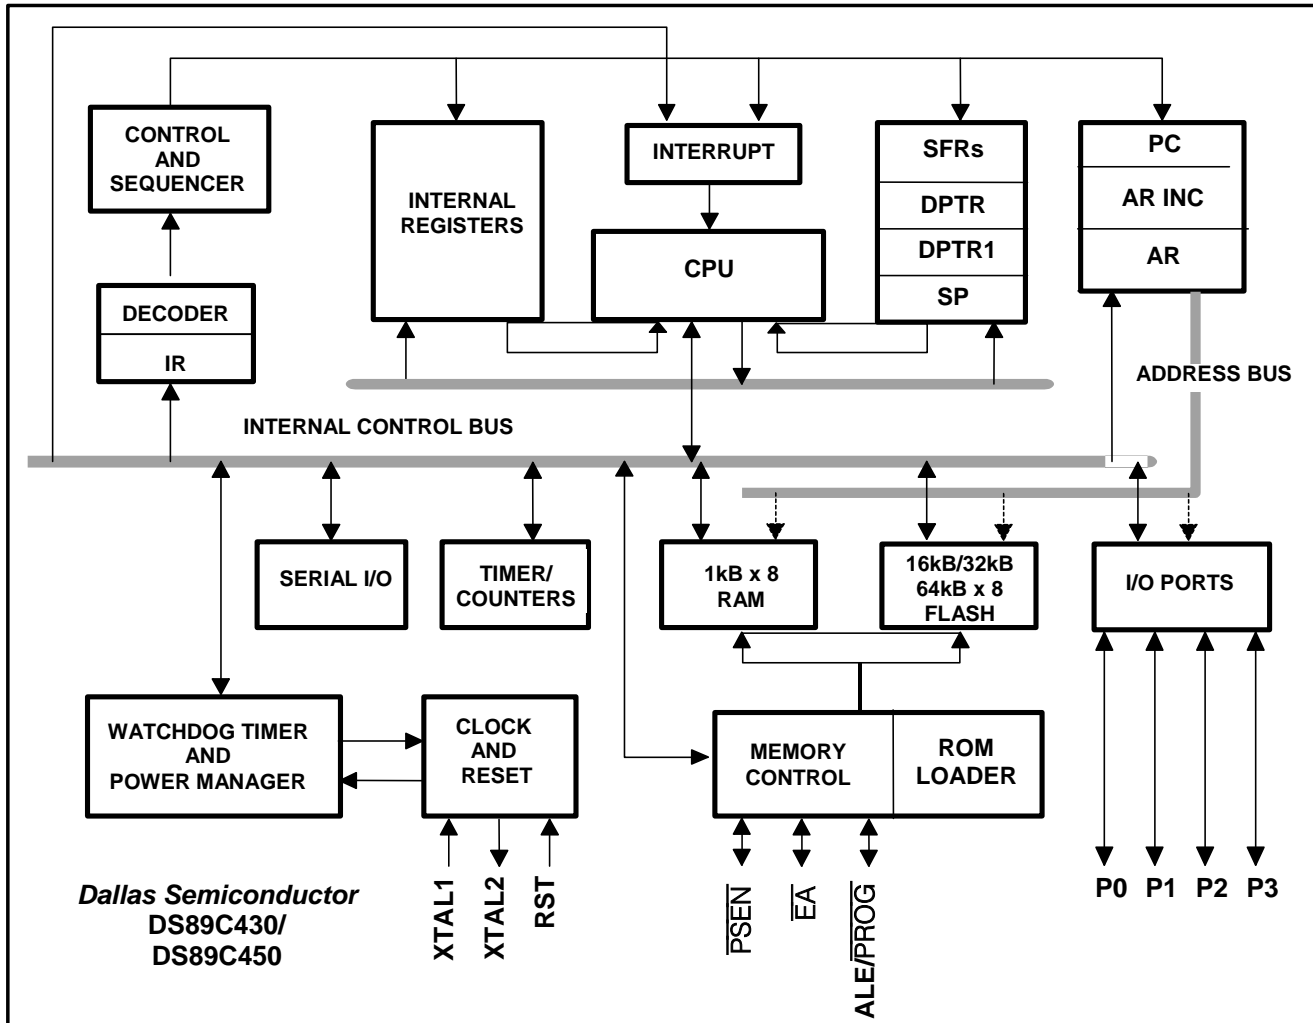 CONTROL
AND
SEQUENCER
INTERNAL
REGISTERS
INTERRUPT
CPU
SFRs
DPTR
DPTR1
SP
PC
AR INC
AR
DECODER
IR
ADDRESS BUS
INTERNAL CONTROL BUS
SERIAL I/O
TIMER/
COUNTERS
1kB x 8
RAM
16kB/32kB
64kB x 8
FLASH
I/O PORTS
WATCHDOG TIMER
AND
POWER MANAGER
CLOCK
AND
RESET
MEMORY
CONTROL
ROM
LOADER
XTAL1
XTAL2
RST
PSEN
EA
ALE/PROG
P0
P1
P2
P3
Dallas Semiconductor
DS89C430/
DS89C450